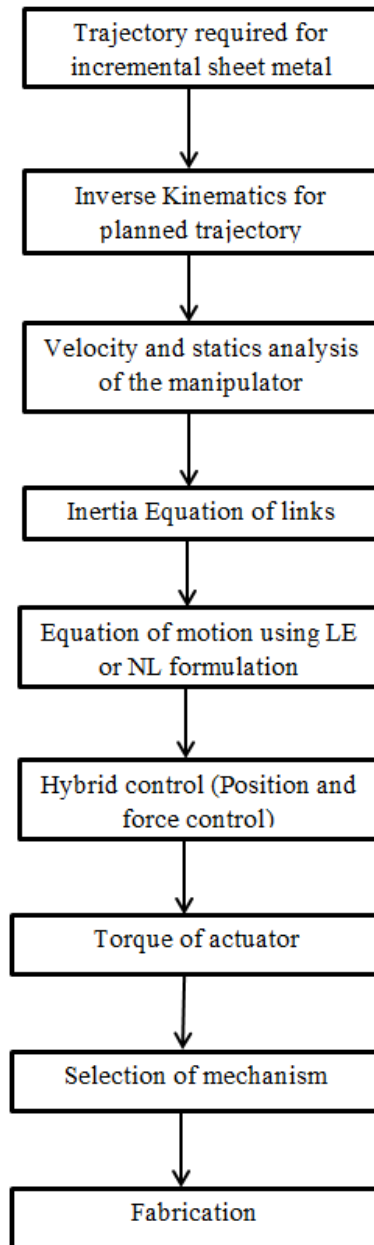 Trajectory required for
incremental sheet metal
Inverse Kinematics for
planned trajectory
Velocity and statics analysis
of the manipulator
Inertia Equation of links
Equation of motion using LE
or NL formulation
Hybrid control (Position and
force control)
Torque of actuator
Selection of mechanism
Fabrication